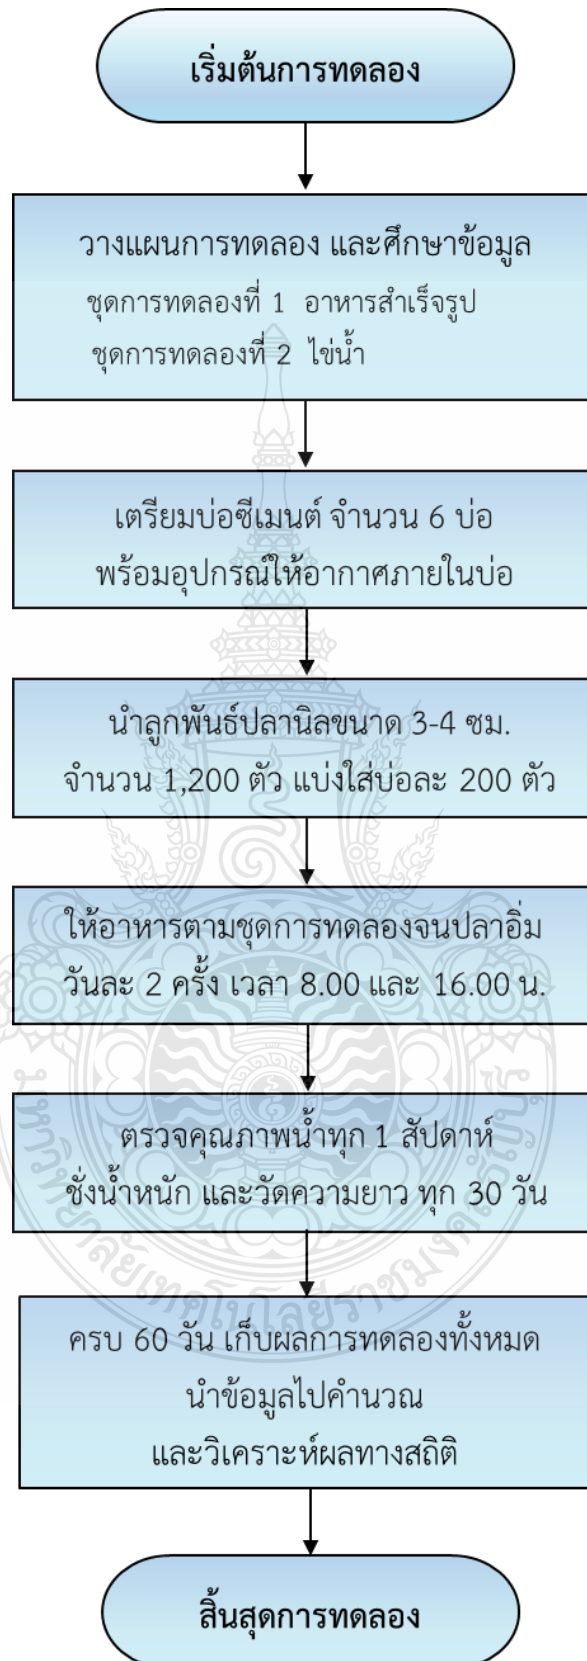 เริ่มต้นการทดลอง
วางแผนการทดลอง และศึกษาข้อมูล
ชุดการทดลองที่ 1 อาหารสำเร็จรูป
ชุดการทดลองที่ 2 ไข่น้ำ
เตรียมบ่อซีเมนต์ จำนวน 6 บ่อ
พร้อมอุปกรณ์ให้อากาศภายในบ่อ
นำลูกพันธ์ปลานิลขนาด 3-4 ซม.
จำนวน 1,200 ตัว แบ่งใส่บ่อละ 200 ตัว
ให้อาหารตามชุดการทดลองจนปลาอิ่ม
วันละ 2 ครั้ง เวลา 8.00 และ 16.00 น.
ตรวจคุณภาพน้ำทุก 1 สัปดาห์
ชั่งน้ำหนัก และวัดความยาว ทุก 30 วัน
ครบ 60 วัน เก็บผลการทดลองทั้งหมด
นำข้อมูลไปคำนวณ
และวิเคราะห์ผลทางสถิติ
สิ้นสุดการทดลอง